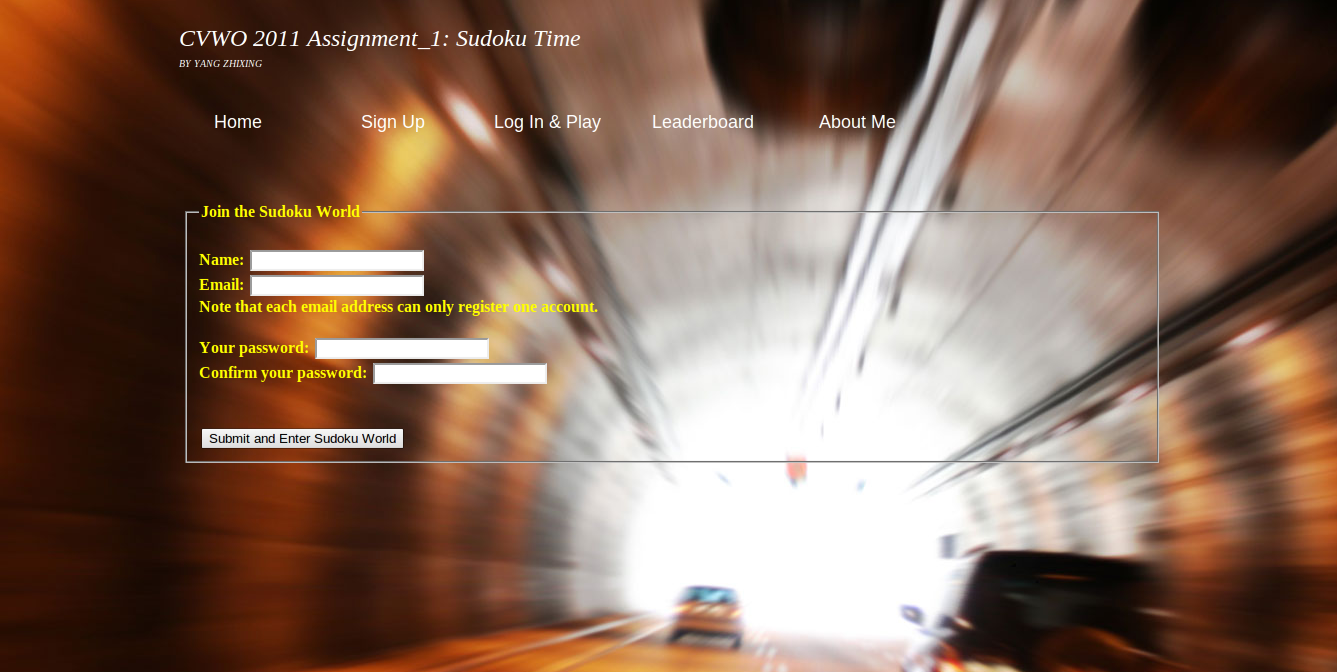 CVWO 2011 Assignment_1: Sudoku Time
BY YANG ZHIXING
Home Sign Up Log In & Play Leaderboard About Me
Join the Sudoku World
Name:
Email:
Note that each email address can only register one account.
Your password:
Confirm your password:
Submit and Enter Sudoku World